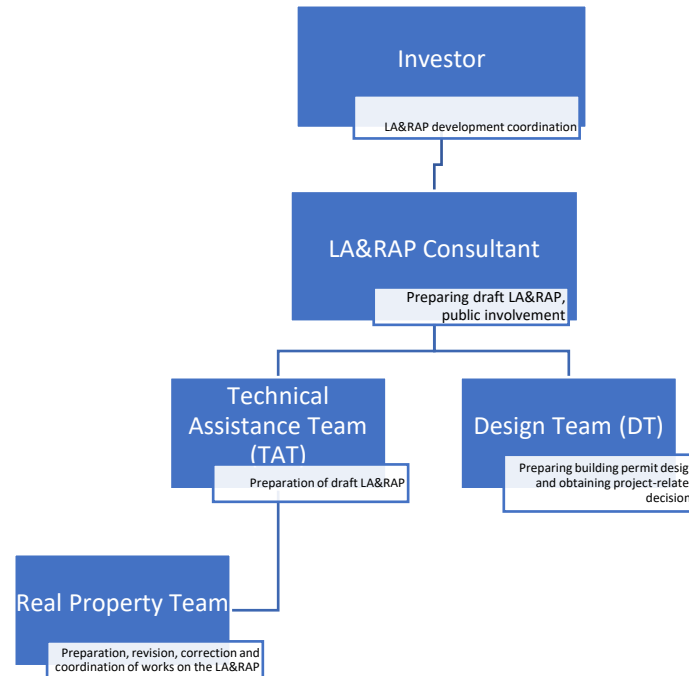 Investor
LA&RAP development coordination
LA&RAP Consultant
Preparing draft LA&RAP,
public involvement
Technical
Assistance Team
(TAT)
Preparation of draft LA&RAP
Design Team (DT)
Preparing building permit desig
and obtaining project-relate
decision
Real Property Team
Preparation, revision, correction and
coordination of works on the LA&RAP